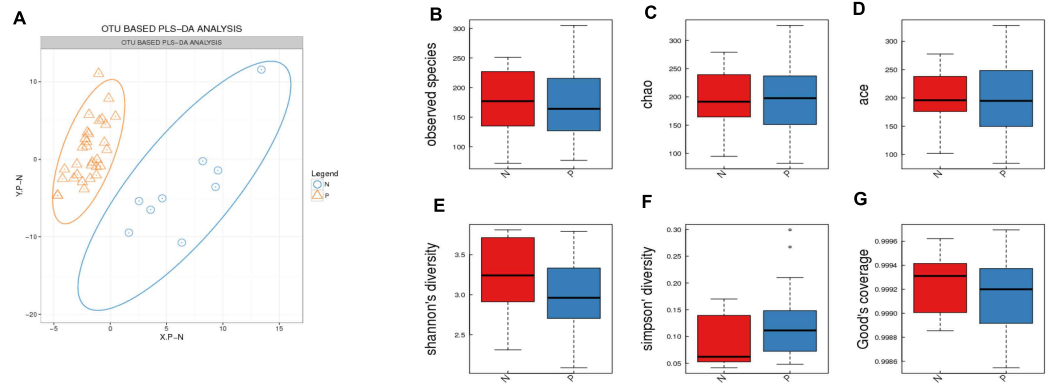 A
OTU BASED PLS-DA ANALYSIS
OTU BASED PLS-DA ANALYSIS
Y.P-N
10
0
-10
-20
-5
0
5
10
15
X.P-N
Legend
N
P
B
observed species
300
250
200
150
100
N
P
C
chao
300
250
200
150
100
N
P
D
ace
300
250
200
150
100
N
P
E
shannon's diversity
3.5
3.0
2.5
N
P
F
simpson' diversity
0.30
0.25
0.20
0.15
0.10
0.05
N
P
G
Good's coverage
0.9996
0.9994
0.9992
0.9990
0.9988
0.9986
N
P